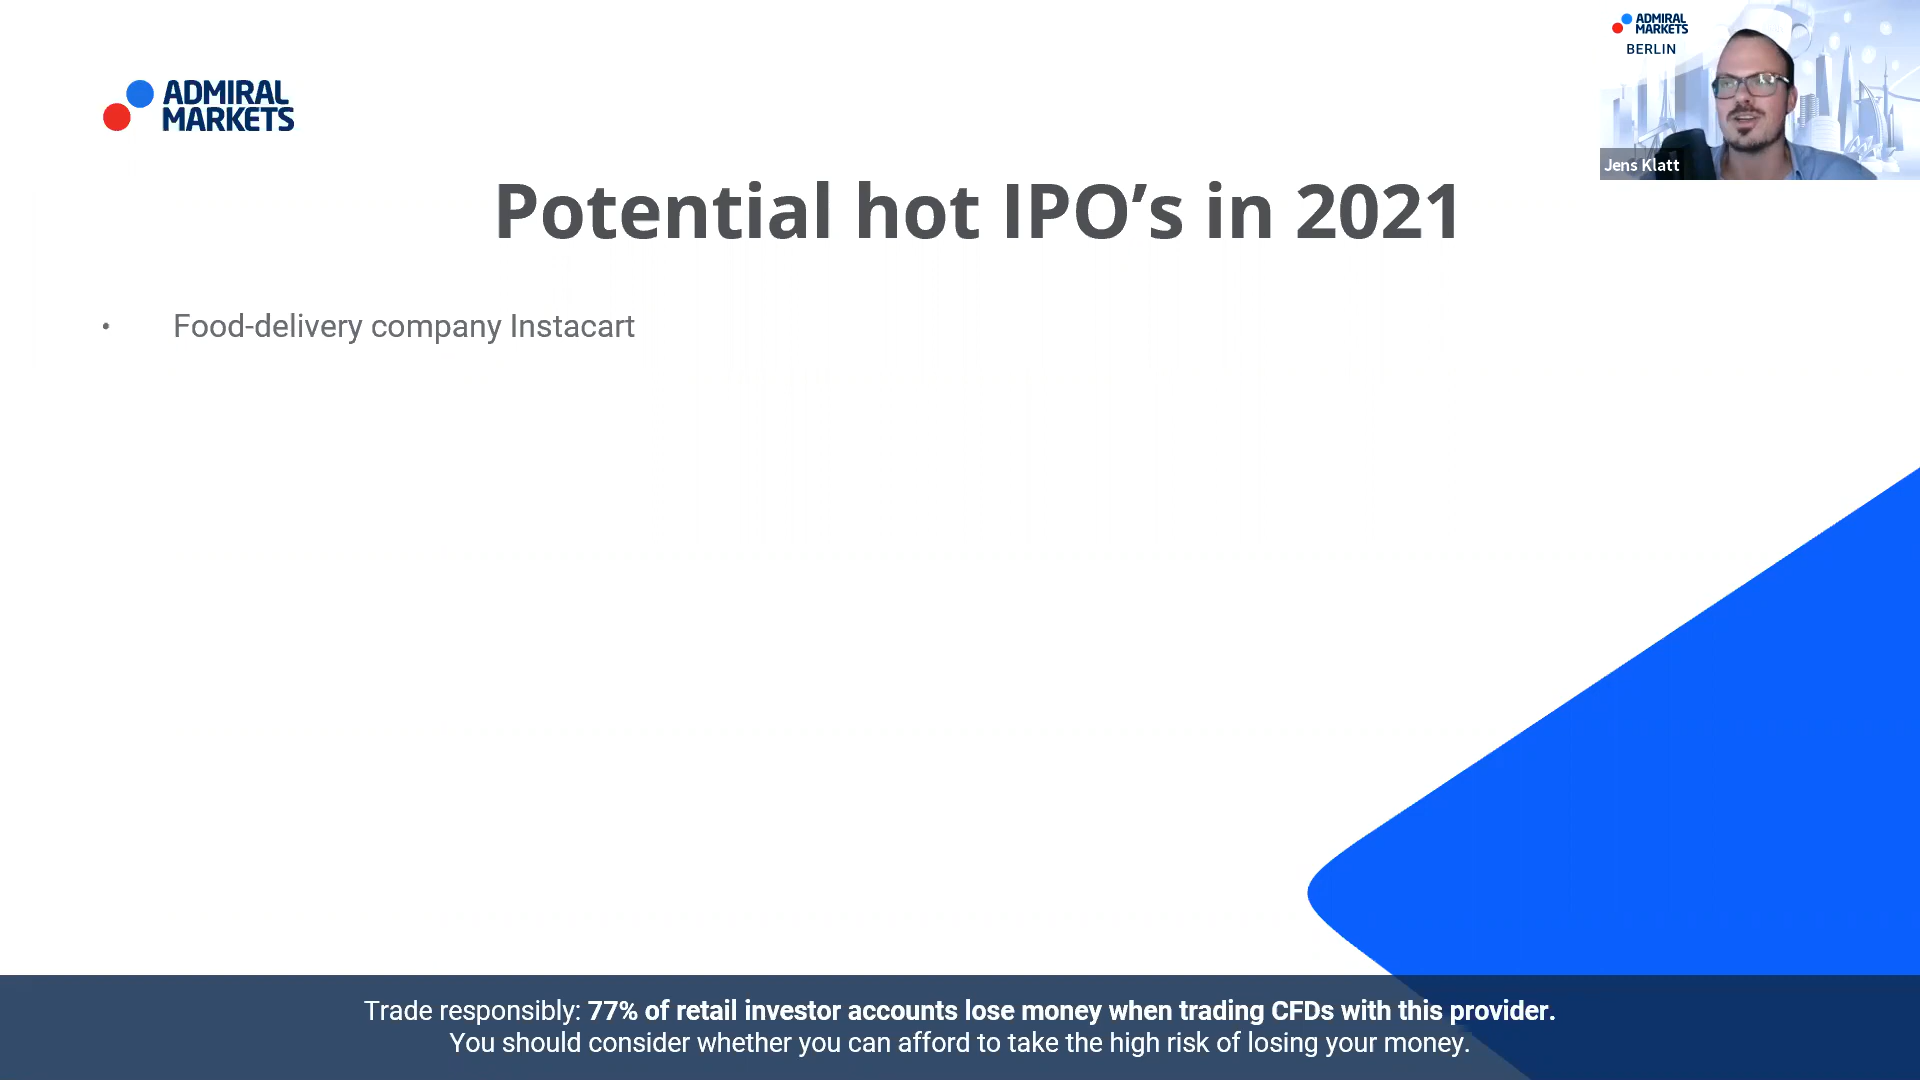 ADMIRAL
MARKETS
BERLIN
Jens Klatt
ADMIRAL
MARKETS
Potential hot IPO’s in 2021
• Food-delivery company Instacart
Trade responsibly: 77% of retail investor accounts lose money when trading CFDs with this provider.
You should consider whether you can afford to take the high risk of losing your money.